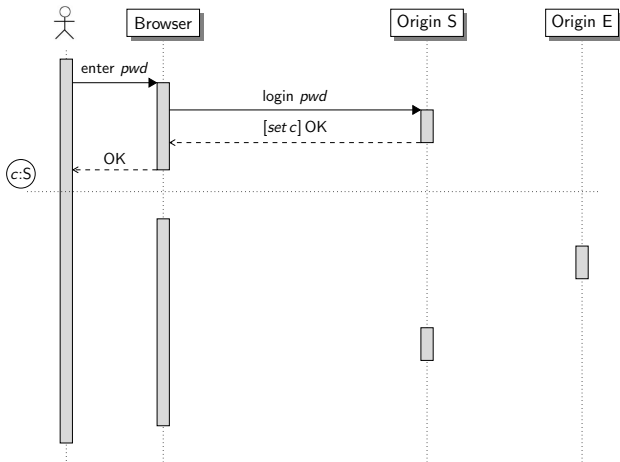 Browser
Origin S
Origin E
enter pwd
login pwd
[set c] OK
OK
c:S